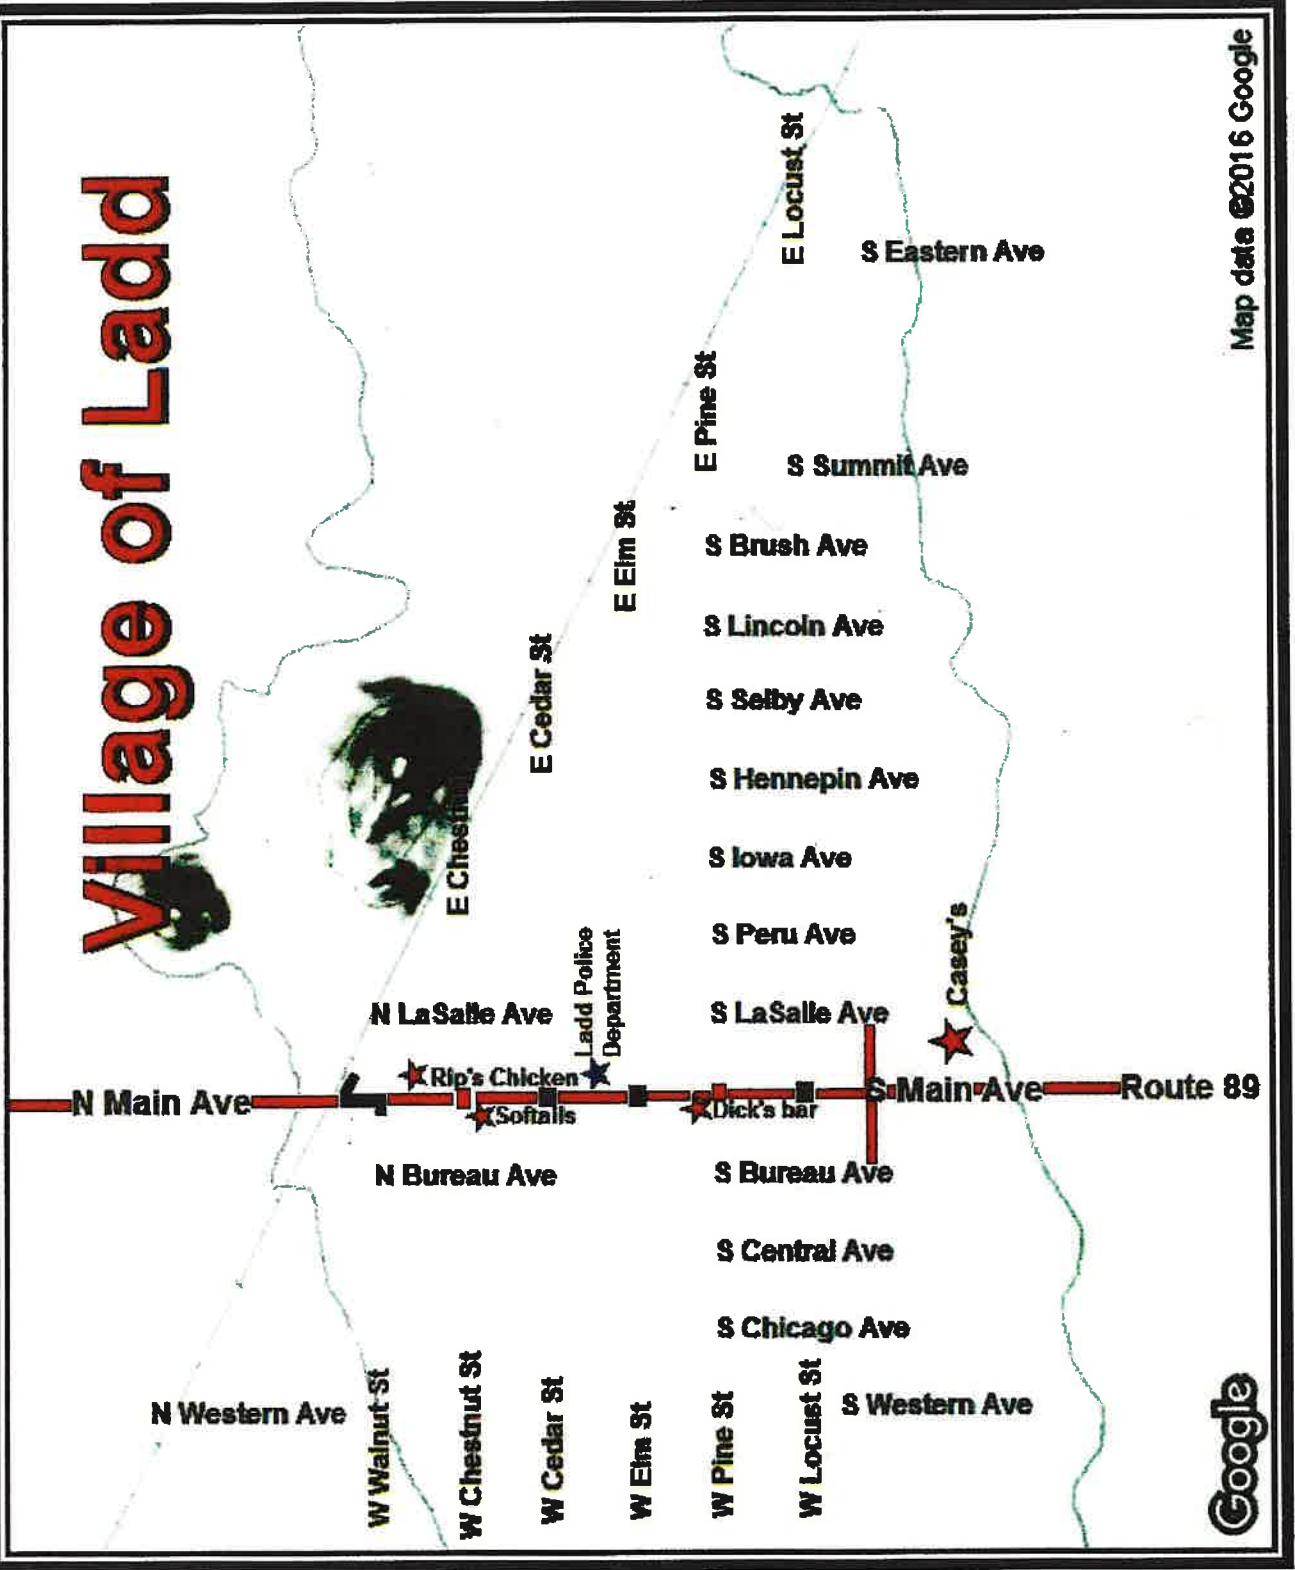 Village of Ladd
N Main Ave
N Western Ave
W Walnut St
N LaSalle Ave
N Bureau Ave
Rip's Chicken
Softails
E Chestnut
W Chestnut St
E Cedar St
W Cedar St
Ladd Police
Department
E Elm St
W Elm St
E Pine St
W Pine St
Dick's bar
E Locust St
W Locust St
S Eastern Ave
S Summit Ave
S Brush Ave
S Lincoln Ave
S Selby Ave
S Hennepin Ave
S Iowa Ave
S Peru Ave
S LaSalle Ave
S Main Ave
Route 89
S Bureau Ave
S Central Ave
S Chicago Ave
S Western Ave
Casey's
Google
Map data ©2016 Google